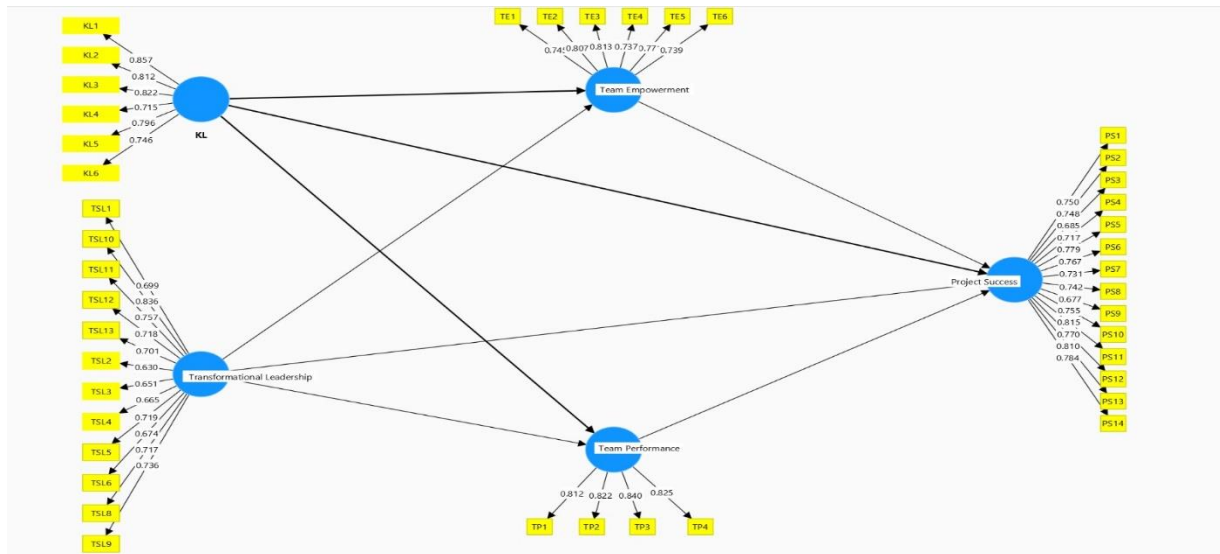 KL1
KL2
KL3
KL4
KL5
KL6
0.857
0.812
0.822
0.715
0.796
0.746
KL
TE1
TE2
TE3
TE4
TE5
TE6
0.807
0.813
0.737
0.739
Team Empowerment
TSL1
TSL10
TSL11
TSL12
TSL13
TSL2
TSL3
TSL4
TSL5
TSL6
TSL8
TSL9
0.699
0.836
0.757
0.718
0.701
0.630
0.651
0.665
0.719
0.674
0.717
0.736
Transformational Leadership
Team Performance
0.812
0.822
0.840
0.825
TP1
TP2
TP3
TP4
Project Success
0.750
0.748
0.685
0.717
0.779
0.767
0.731
0.742
0.677
0.755
0.815
0.770
0.810
0.784
PS1
PS2
PS3
PS4
PS5
PS6
PS7
PS8
PS9
PS10
PS11
PS12
PS13
PS14